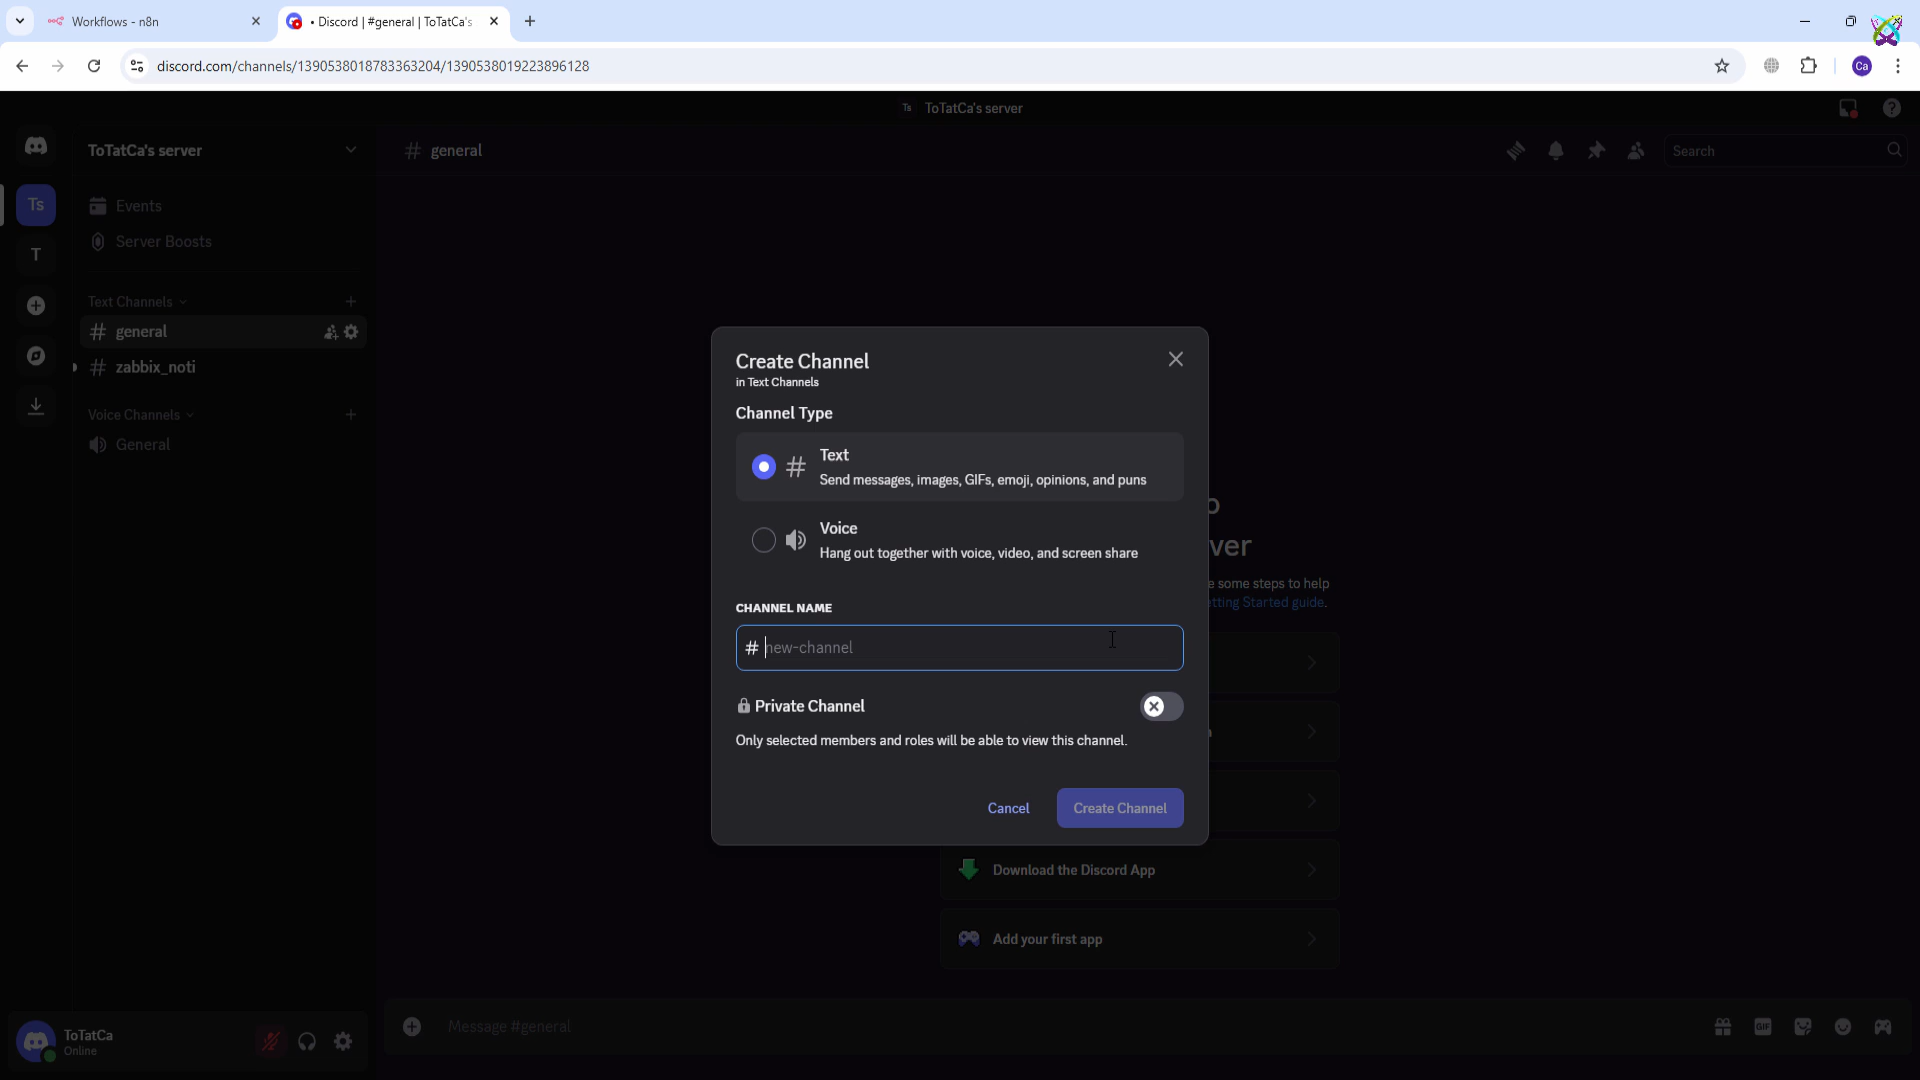 Workflows - n8n
• Discord | #general | ToTatCa's
discord.com/channels/1390538018783363204/1390538019223896128
Ca
Ts ToTatCa's server
ToTatCa's server
# general
Search
Ts
T
Events
Server Boosts
Text Channels
# general
# zabbix_noti
Voice Channels
General
Create Channel
in Text Channels
Channel Type
# Text
Send messages, images, GIFs, emoji, opinions, and puns
Voice
Hang out together with voice, video, and screen share
CHANNEL NAME
# new-channel
Private Channel
Only selected members and roles will be able to view this channel.
Cancel
Create Channel
ver
some steps to help
tting Started guide.
Download the Discord App
Add your first app
ToTatCa
Online
Message #general
GIF